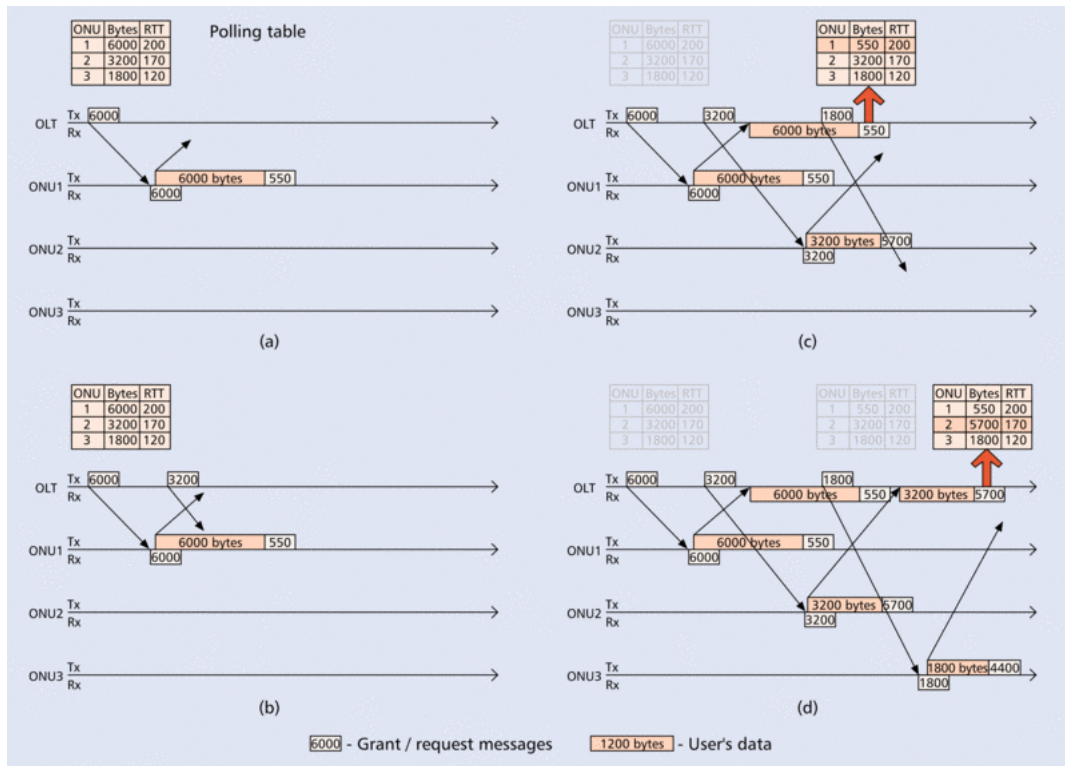 ONU Bytes RTT
1 6000 200
2 3200 170
3 1800 120
Polling table
OLT Tx 6000
Rx
ONU1 Tx 6000 bytes 550
Rx 6000
ONU2 Tx
Rx
ONU3 Tx
Rx
(a)
ONU Bytes RTT
1 6000 200
2 3200 170
3 1800 120
ONU Bytes RTT
1 550 200
2 3200 170
3 1800 120
OLT Tx 6000 3200 1800
Rx 6000 bytes 550
ONU1 Tx 6000 bytes 550
Rx 6000
ONU2 Tx 3200 bytes 5700
Rx 3200
ONU3 Tx
Rx
(c)
ONU Bytes RTT
1 6000 200
2 3200 170
3 1800 120
OLT Tx 6000 3200
Rx
ONU1 Tx 6000 bytes 550
Rx 6000
ONU2 Tx
Rx
ONU3 Tx
Rx
(b)
ONU Bytes RTT
1 6000 200
2 3200 170
3 1800 120
ONU Bytes RTT
1 550 200
2 3200 170
3 1800 120
ONU Bytes RTT
1 550 200
2 5700 170
3 1800 120
OLT Tx 6000 3200 1800
Rx 6000 bytes 550 3200 bytes 5700
ONU1 Tx 6000 bytes 550
Rx 6000
ONU2 Tx 3200 bytes 5700
Rx 3200
ONU3 Tx 1800 bytes 4400
Rx 1800
(d)
6000 - Grant / request messages
1200 bytes - User's data